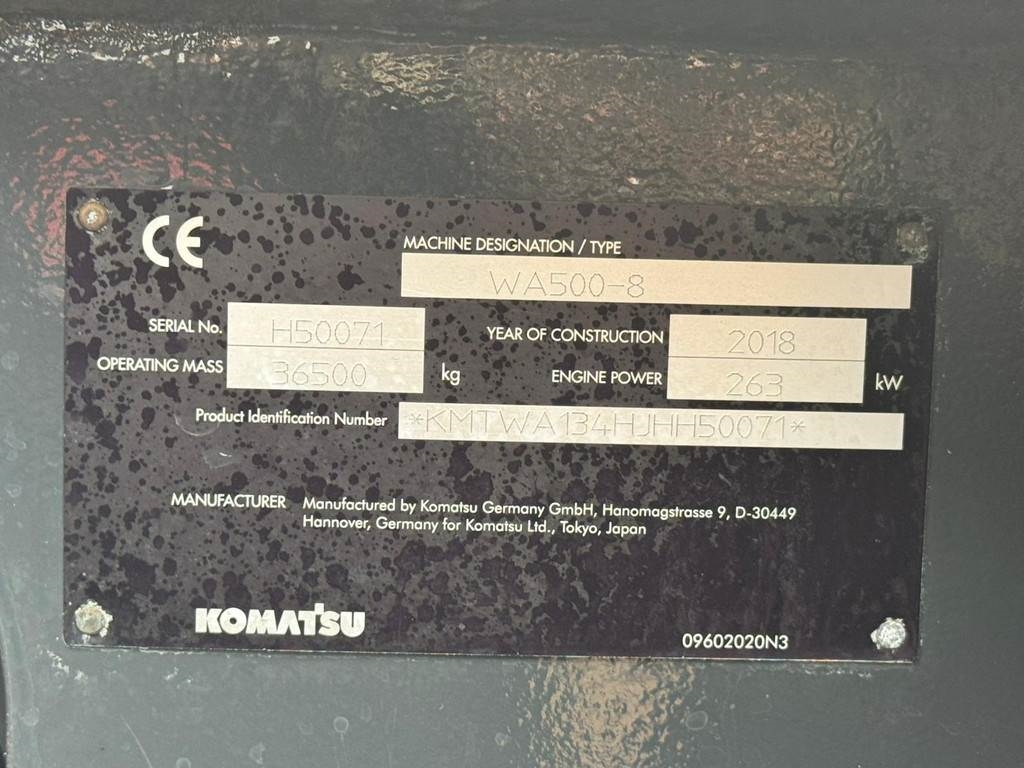 CE
MACHINE DESIGNATION / TYPE
WA500-8
SERIAL No. H50071 YEAR OF CONSTRUCTION 2018
OPERATING MASS 36500 kg ENGINE POWER 263 kW
Product Identification Number *KMTWA134HJHH50071*
MANUFACTURER Manufactured by Komatsu Germany GmbH, Hanomagstrasse 9, D-30449
Hannover, Germany for Komatsu Ltd., Tokyo, Japan
KOMATSU 09602020N3